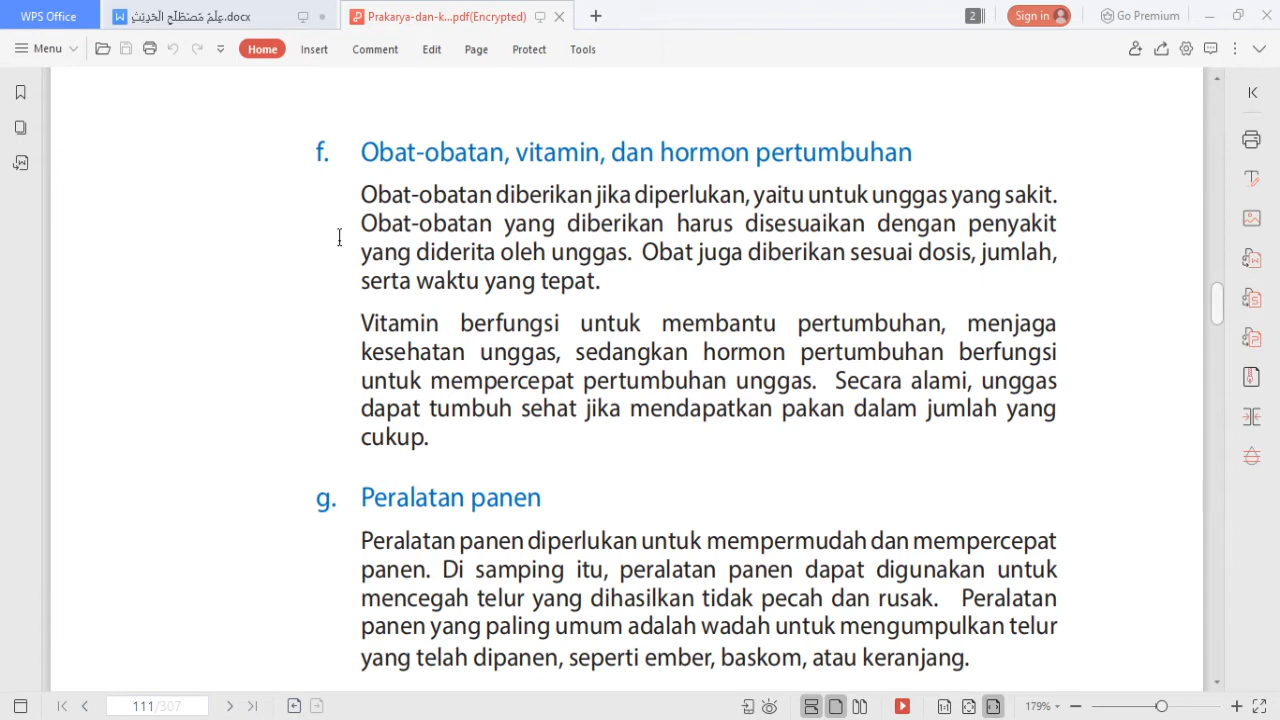 WPS Office
عِلْمُ مُصْطَلَحِ الْحَدِيْثِ.docx
Prakarya-dan-k...pdf(Encrypted)
2
Sign in
Go Premium
Menu
Home
Insert
Comment
Edit
Page
Protect
Tools
f. Obat-obatan, vitamin, dan hormon pertumbuhan
Obat-obatan diberikan jika diperlukan, yaitu untuk unggas yang sakit.
Obat-obatan yang diberikan harus disesuaikan dengan penyakit
yang diderita oleh unggas. Obat juga diberikan sesuai dosis, jumlah,
serta waktu yang tepat.
Vitamin berfungsi untuk membantu pertumbuhan, menjaga
kesehatan unggas, sedangkan hormon pertumbuhan berfungsi
untuk mempercepat pertumbuhan unggas. Secara alami, unggas
dapat tumbuh sehat jika mendapatkan pakan dalam jumlah yang
cukup.
g. Peralatan panen
Peralatan panen diperlukan untuk mempermudah dan mempercepat
panen. Di samping itu, peralatan panen dapat digunakan untuk
mencegah telur yang dihasilkan tidak pecah dan rusak. Peralatan
panen yang paling umum adalah wadah untuk mengumpulkan telur
yang telah dipanen, seperti ember, baskom, atau keranjang.
111/307
179%